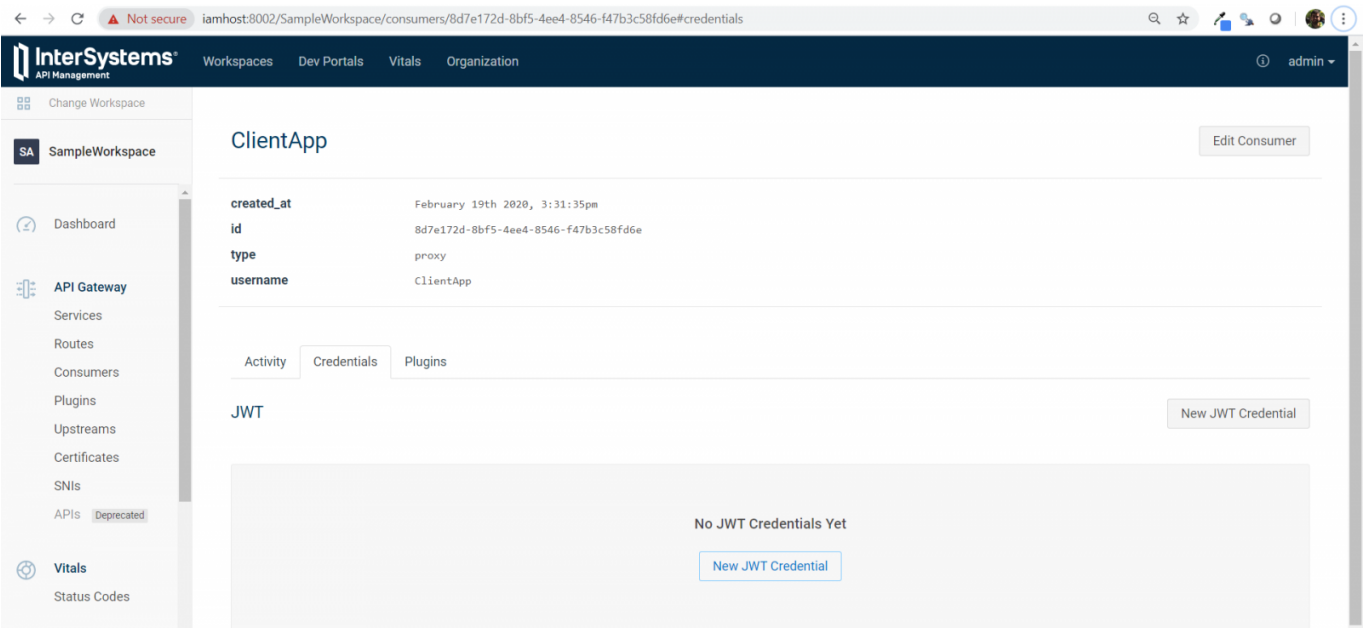 Not secure iamhost:8002/SampleWorkspace/consumers/8d7e172d-8bf5-4ee4-8546-f47b3c58fd6e#credentials
InterSystems®
API Management
Workspaces Dev Portals Vitals Organization admin
Change Workspace
SA SampleWorkspace
Dashboard
API Gateway
Services
Routes
Consumers
Plugins
Upstreams
Certificates
SNIs
APIs Deprecated
Vitals
Status Codes
ClientApp Edit Consumer
created_at February 19th 2020, 3:31:35pm
id 8d7e172d-8bf5-4ee4-8546-f47b3c58fd6e
type proxy
username ClientApp
Activity Credentials Plugins
JWT New JWT Credential
No JWT Credentials Yet
New JWT Credential